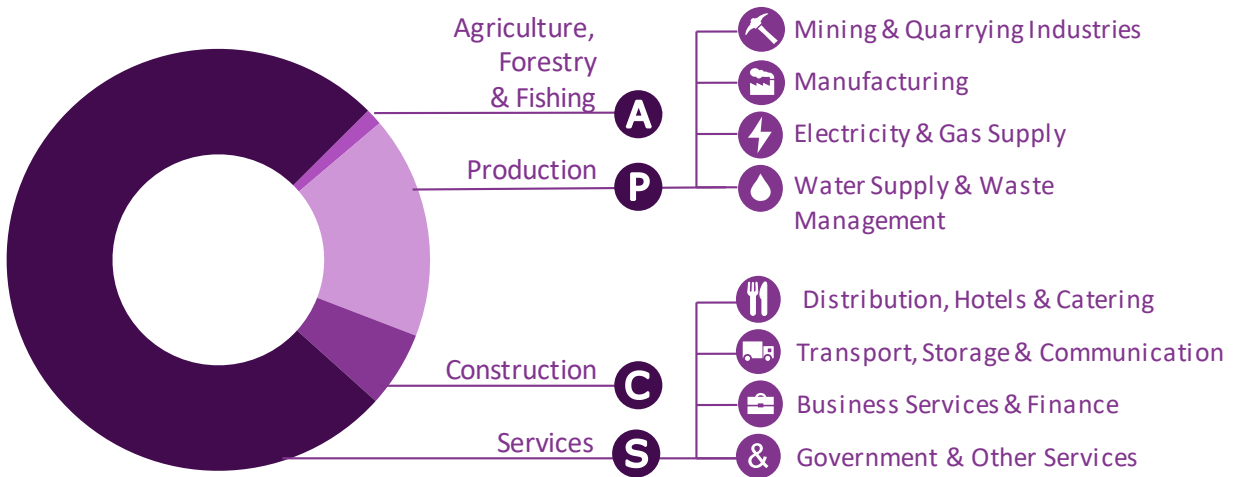 Agriculture,
Forestry
& Fishing
A
Production
P
Mining & Quarrying Industries
Manufacturing
Electricity & Gas Supply
Water Supply & Waste
Management
Construction
C
Services
S
Distribution, Hotels & Catering
Transport, Storage & Communication
Business Services & Finance
&
Government & Other Services